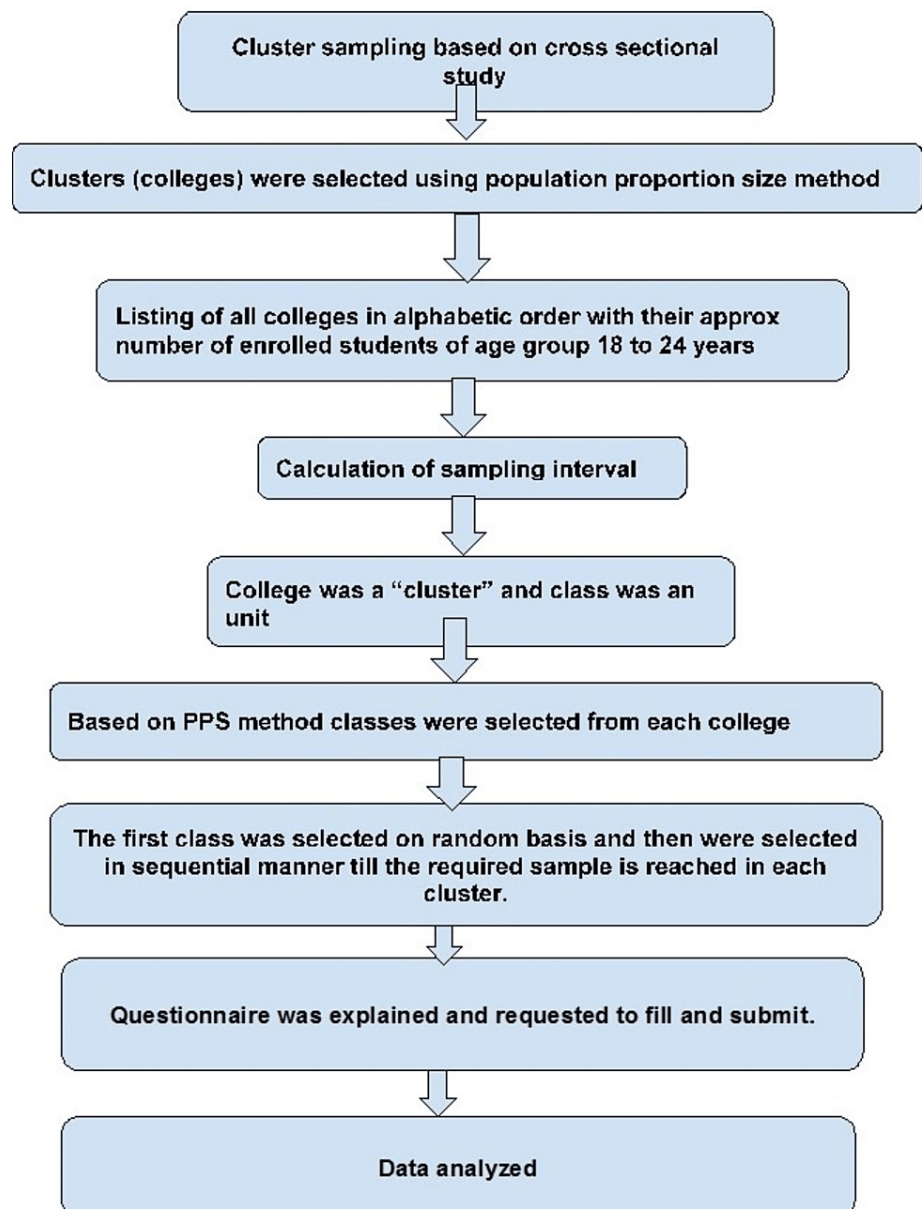 Cluster sampling based on cross sectional
study
Clusters (colleges) were selected using population proportion size method
Listing of all colleges in alphabetic order with their approx
number of enrolled students of age group 18 to 24 years
Calculation of sampling interval
College was a “cluster” and class was an
unit
Based on PPS method classes were selected from each college
The first class was selected on random basis and then were selected
in sequential manner till the required sample is reached in each
cluster.
Questionnaire was explained and requested to fill and submit.
Data analyzed